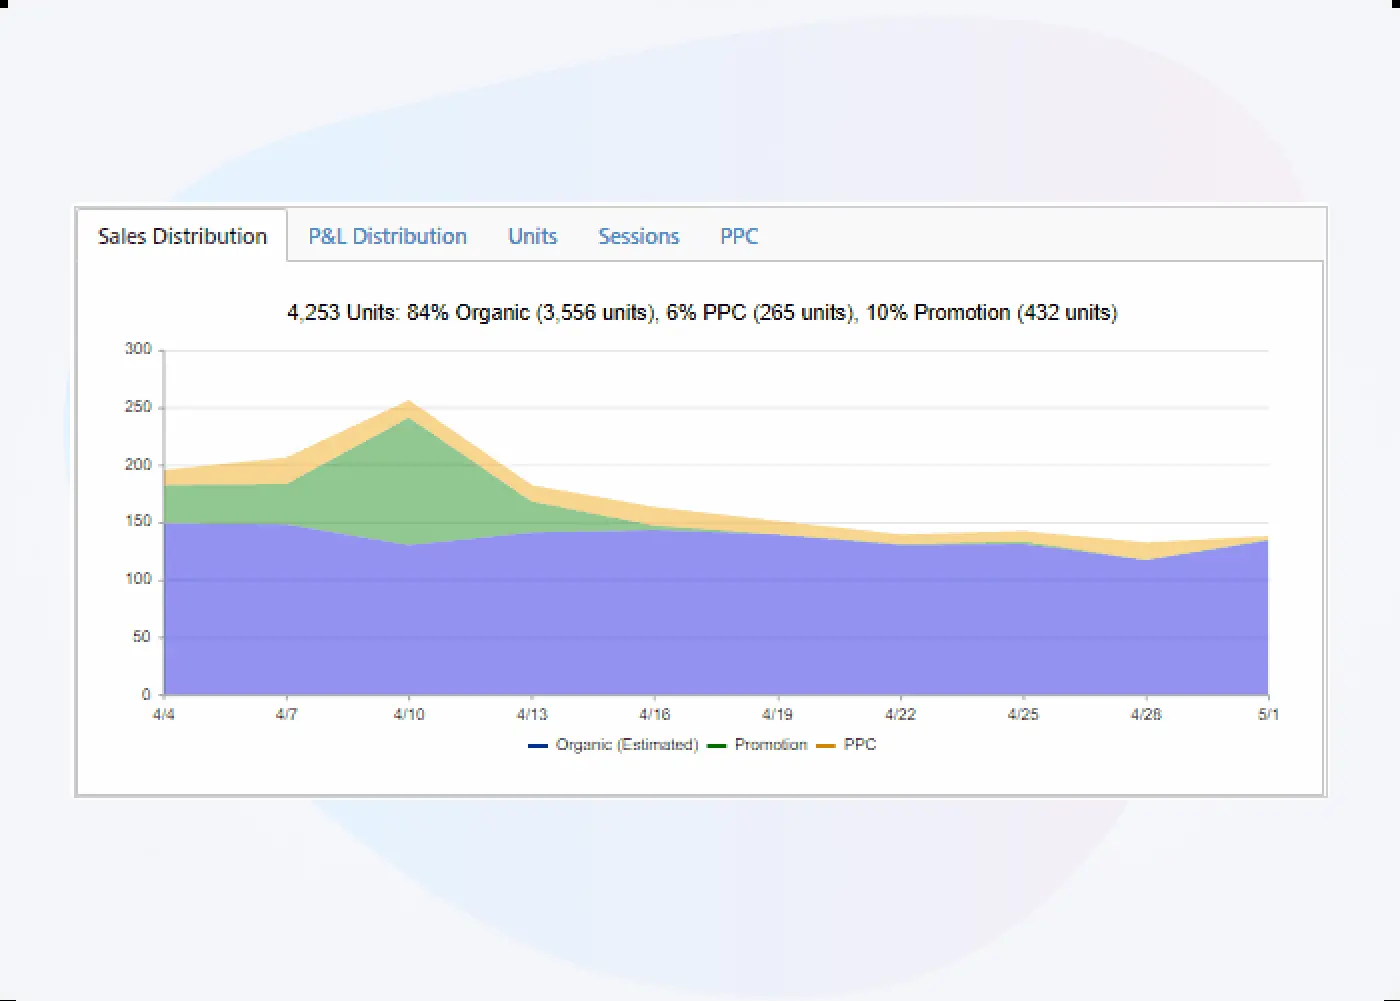 Sales Distribution P&L Distribution Units Sessions PPC
4,253 Units: 84% Organic (3,556 units), 6% PPC (265 units), 10% Promotion (432 units)
300
250
200
150
100
50
0
4/4 4/7 4/10 4/13 4/16 4/19 4/22 4/25 4/28 5/1
Organic (Estimated) Promotion PPC